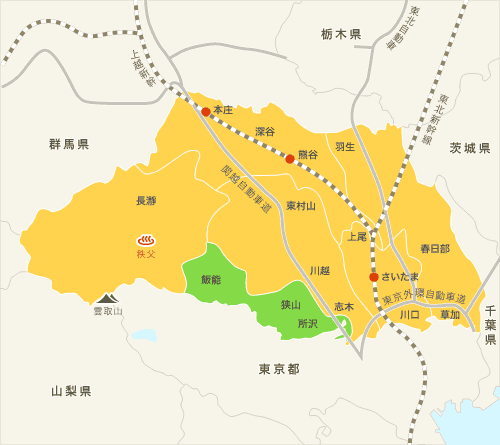 栃木県
東北自動車
上越新幹
東北新幹線
本庄
深谷
羽生
群馬県
茨城県
熊谷
関越自動車道
長瀞
東村山
上尾
春日部
秩父
飯能
川越
さいたま
東京外環自動車道
狭山
志木
雲取山
所沢
川口
草加
千葉県
東京都
山梨県